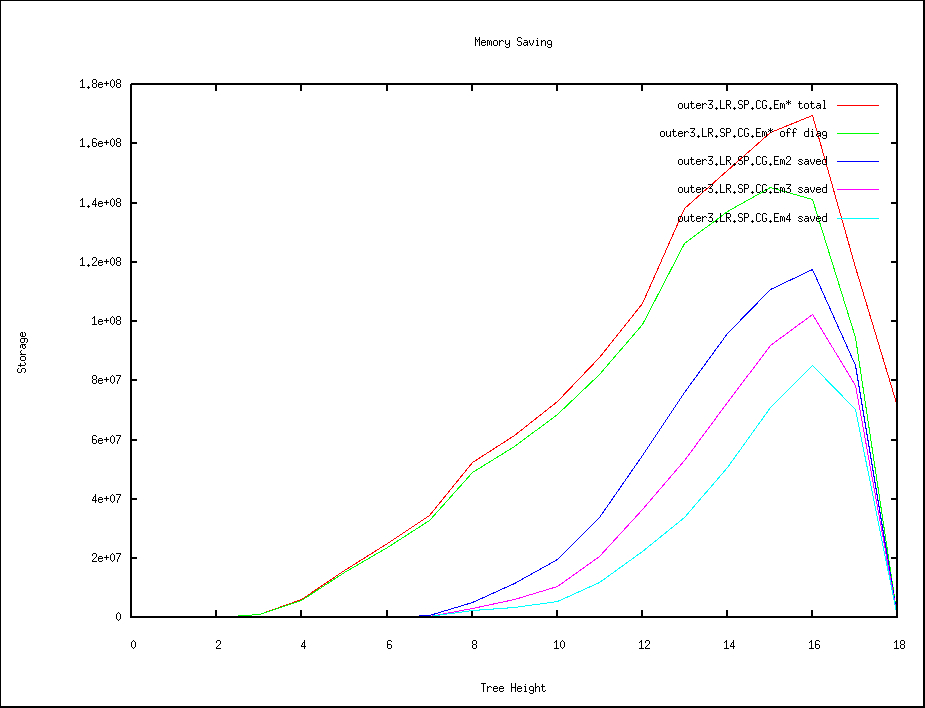 Memory Saving
1.8e+08
1.6e+08
1.4e+08
1.2e+08
1e+08
8e+07
6e+07
4e+07
2e+07
0
Storage
outer3.LR.SP.CG.Em* total
outer3.LR.SP.CG.Em* off diag
outer3.LR.SP.CG.Em2 saved
outer3.LR.SP.CG.Em3 saved
outer3.LR.SP.CG.Em4 saved
0 2 4 6 8 10 12 14 16 18
Tree Height